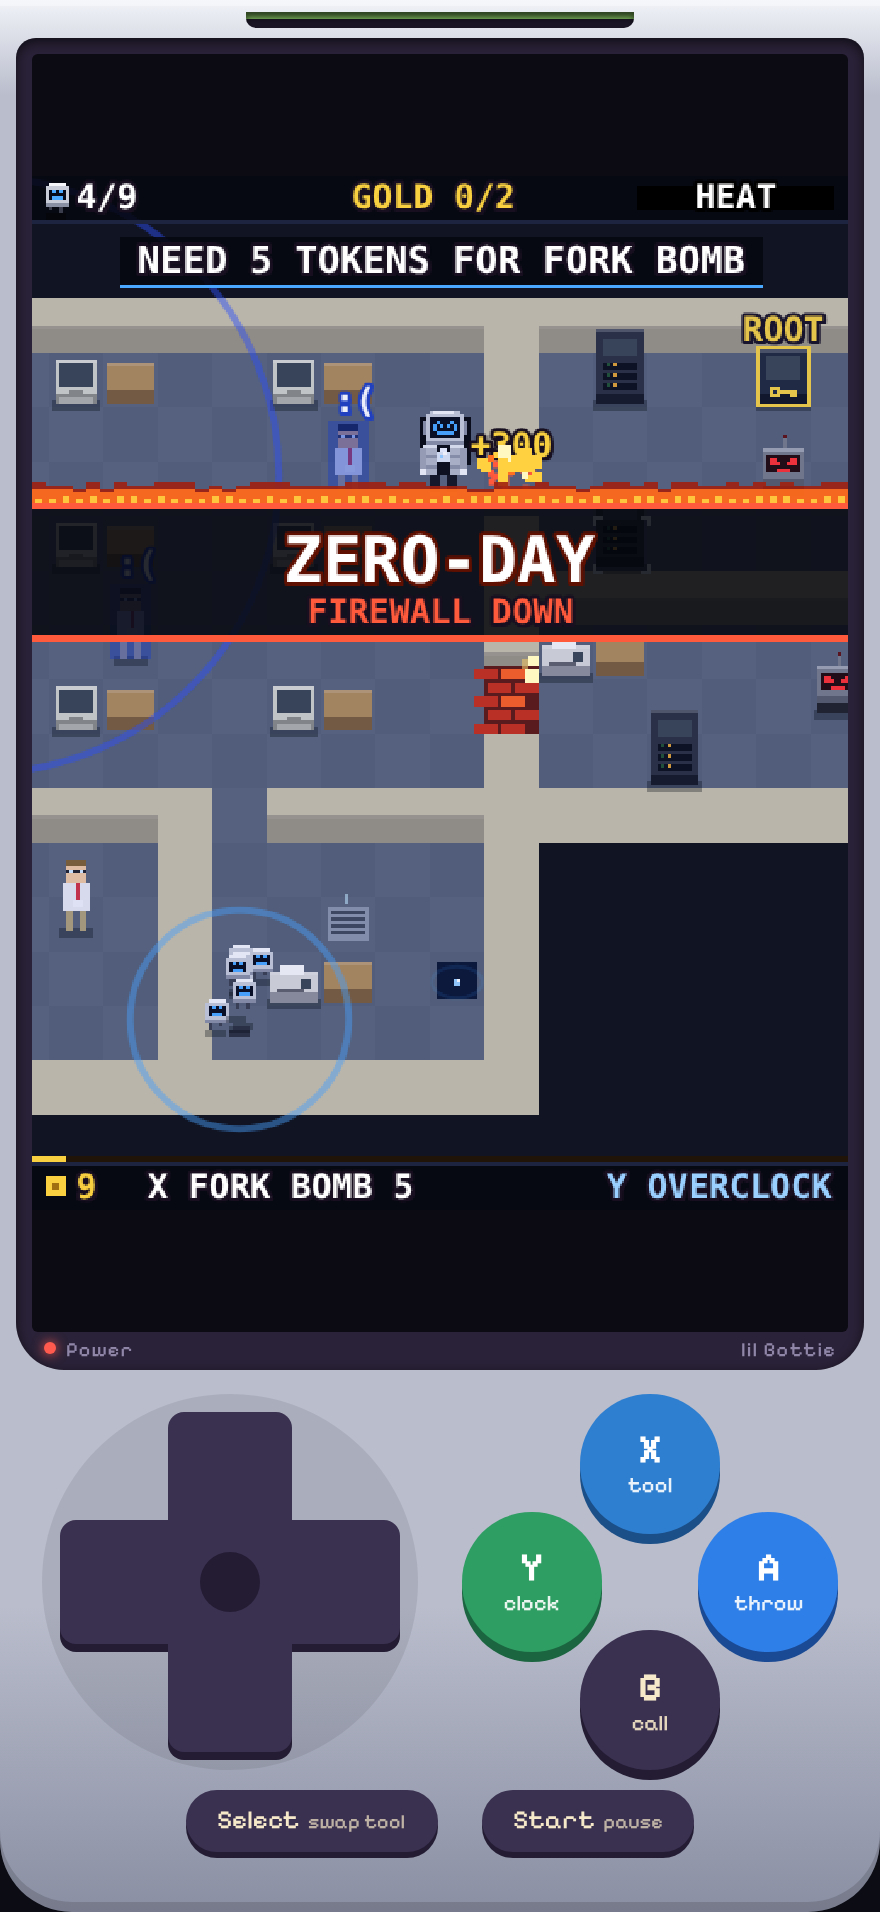 4/9 GOLD 0/2 HEAT
NEED 5 TOKENS FOR FORK BOMB
ROOT
:(
+300
:(
ZERO-DAY
FIREWALL DOWN
9 X FORK BOMB 5 Y OVERCLOCK
Power lil Bottie
X
tool
Y
clock
A
throw
B
call
Select swap tool
Start pause